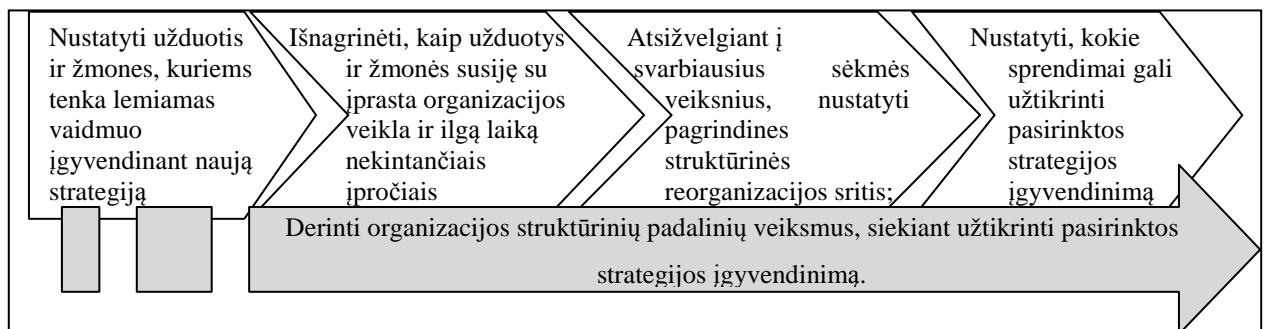 Nustatyti užduotis
ir žmones, kuriems
tenka lemiamas
vaidmuo
įgyvendinant naują
strategiją
Išnagrinėti, kaip užduotys
ir žmonės susiję su
įprasta organizacijos
veikla ir ilgą laiką
nekintančiais
įpročiais
Atsižvelgiant į
svarbiausius sėkmės
veiksnius, nustatyti
pagrindines
struktūrinės
reorganizacijos sritis;
Nustatyti, kokie
sprendimai gali
užtikrinti
pasirinktos
strategijos
įgyvendinimą
Derinti organizacijos struktūrinių padalinių veiksmus, siekiant užtikrinti pasirinktos
strategijos įgyvendinimą.